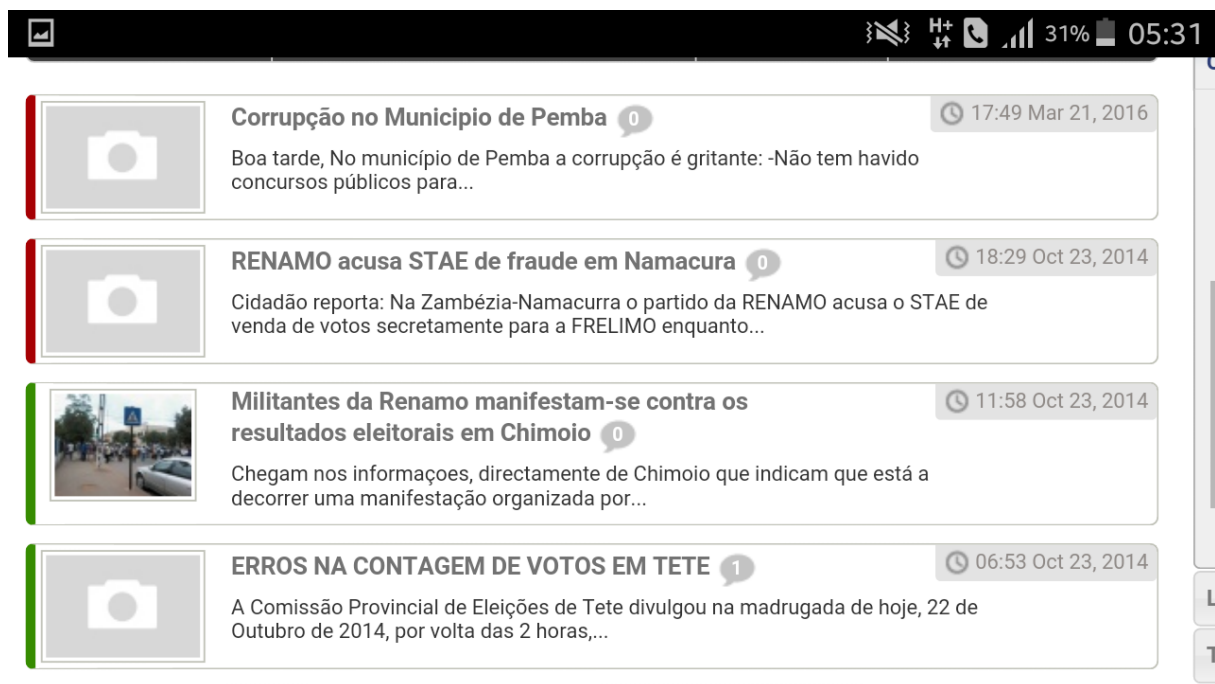 H+ 31% 05:31
Corrupção no Municipio de Pemba 0
17:49 Mar 21, 2016
Boa tarde, No município de Pemba a corrupção é gritante: -Não tem havido
concursos públicos para...
RENAMO acusa STAE de fraude em Namacura 0
18:29 Oct 23, 2014
Cidadão reporta: Na Zambézia-Namacurra o partido da RENAMO acusa o STAE de
venda de votos secretamente para a FRELIMO enquanto...
Militantes da Renamo manifestam-se contra os
resultados eleitorais em Chimoio 0
11:58 Oct 23, 2014
Chegam nos informaçoes, directamente de Chimoio que indicam que está a
decorrer uma manifestação organizada por...
ERROS NA CONTAGEM DE VOTOS EM TETE 1
06:53 Oct 23, 2014
A Comissão Provincial de Eleições de Tete divulgou na madrugada de hoje, 22 de
Outubro de 2014, por volta das 2 horas,...